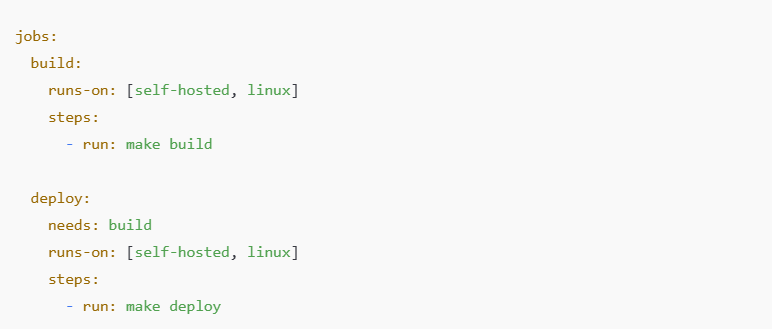 jobs:
  build:
    runs-on: [self-hosted, linux]
    steps:
      - run: make build

  deploy:
    needs: build
    runs-on: [self-hosted, linux]
    steps:
      - run: make deploy